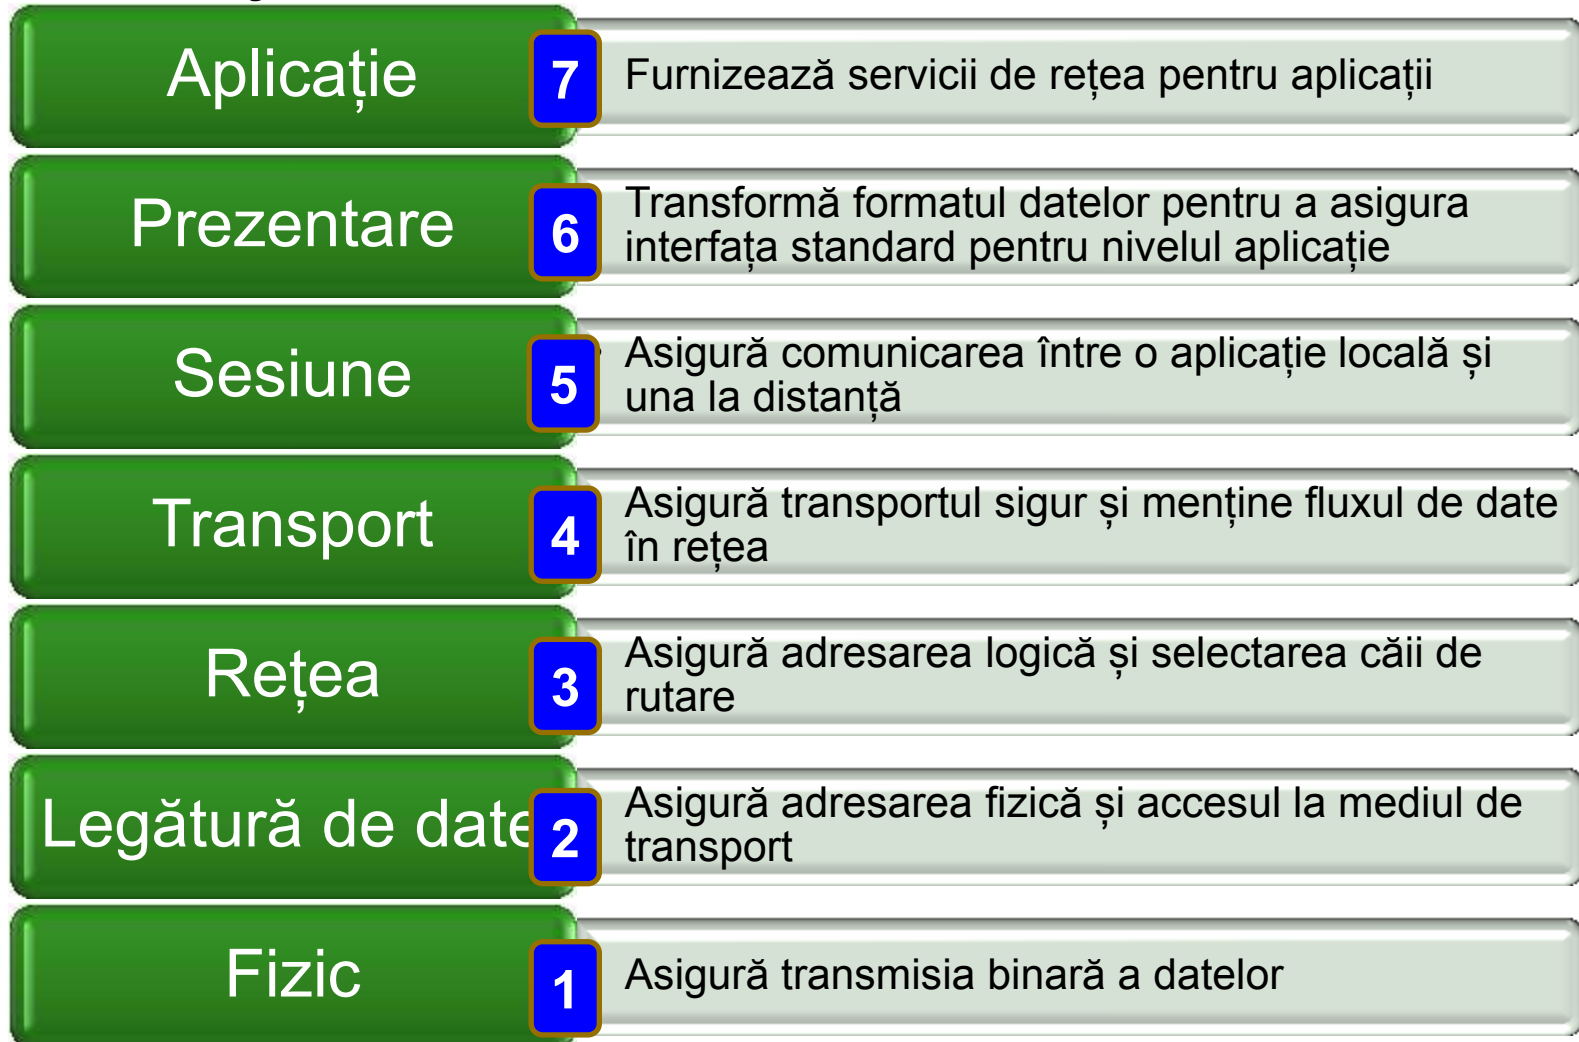 Aplicație
7
Furnizează servicii de rețea pentru aplicații
Prezentare
6
Transformă formatul datelor pentru a asigura
interfața standard pentru nivelul aplicație
Sesiune
5
Asigură comunicarea între o aplicație locală și
una la distanță
Transport
4
Asigură transportul sigur și menține fluxul de date
în rețea
Rețea
3
Asigură adresarea logică și selectarea căii de
rutare
Legătură de date
2
Asigură adresarea fizică și accesul la mediul de
transport
Fizic
1
Asigură transmisia binară a datelor